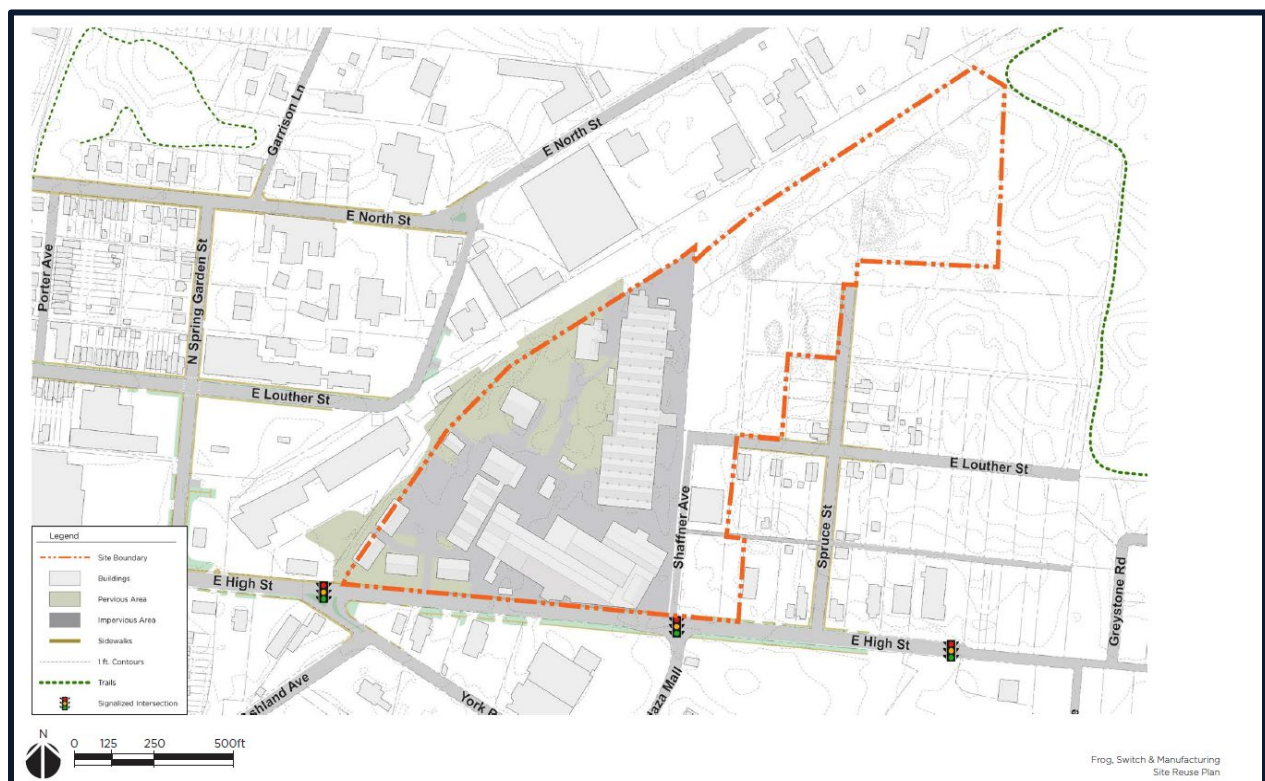 Garrison Ln
E North St
E North St
Porter Ave
N Spring Garden St
E Louther St
E Louther St
Shaffner Ave
Spruce St
Greystone Rd
E High St
E High St
York
Legend
Site Boundary
Buildings
Pervious Area
Impervious Area
Sidewalks
1 ft. Contours
Trails
Signalized Intersection
shland Ave
aza Mall
N
0 125 250 500ft
Frog, Switch & Manufacturing
Site Reuse Plan